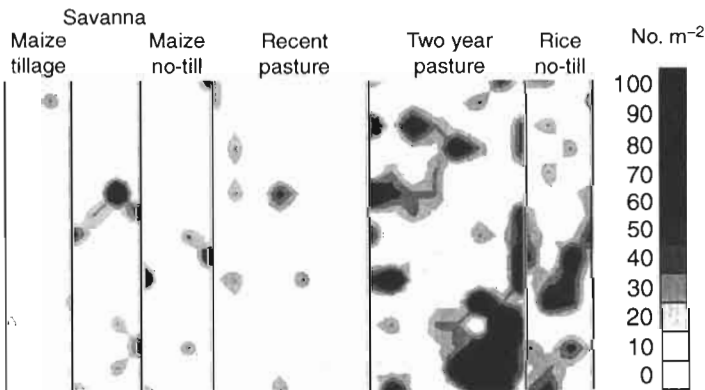 Savanna
Maize
tillage
Maize
no-till
Recent
pasture
Two year
pasture
Rice
no-till
No. m–2
100
90
80
70
60
50
40
30
20
10
0